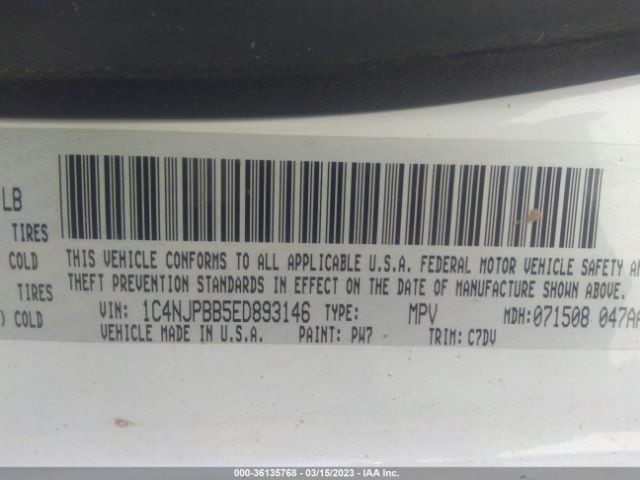 LB
TIRES
COLD
TIRES
) COLD
THIS VEHICLE CONFORMS TO ALL APPLICABLE U.S.A. FEDERAL MOTOR VEHICLE SAFETY AN
THEFT PREVENTION STANDARDS IN EFFECT ON THE DATE OF MANUFACTURE SHOWN ABOVE.
VIN: 1C4NJPBB5ED893146 TYPE: MPV MDH:071508 047AA
VEHICLE MADE IN U.S.A. PAINT: PW7 TRIM: C7DV
000-36135768 — 03/15/2023 — IAA Inc.